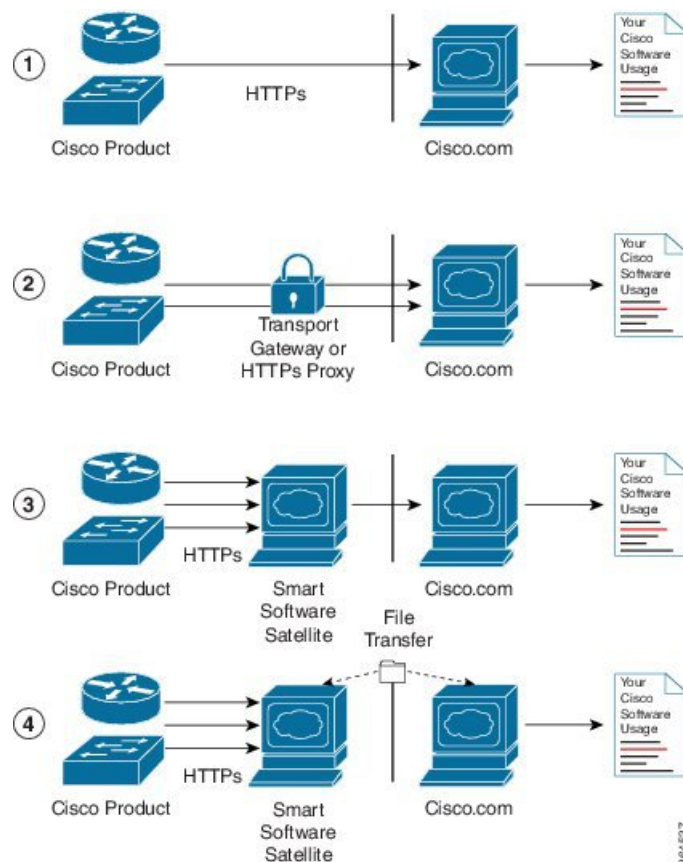 1
HTTPs
Cisco Product
Cisco.com
Your
Cisco
Software
Usage
2
Transport
Gateway or
HTTPs Proxy
Cisco Product
Cisco.com
Your
Cisco
Software
Usage
3
HTTPs
Cisco Product
Smart
Software
Satellite
Cisco.com
Your
Cisco
Software
Usage
File
Transfer
4
HTTPs
Cisco Product
Smart
Software
Satellite
Cisco.com
Your
Cisco
Software
Usage